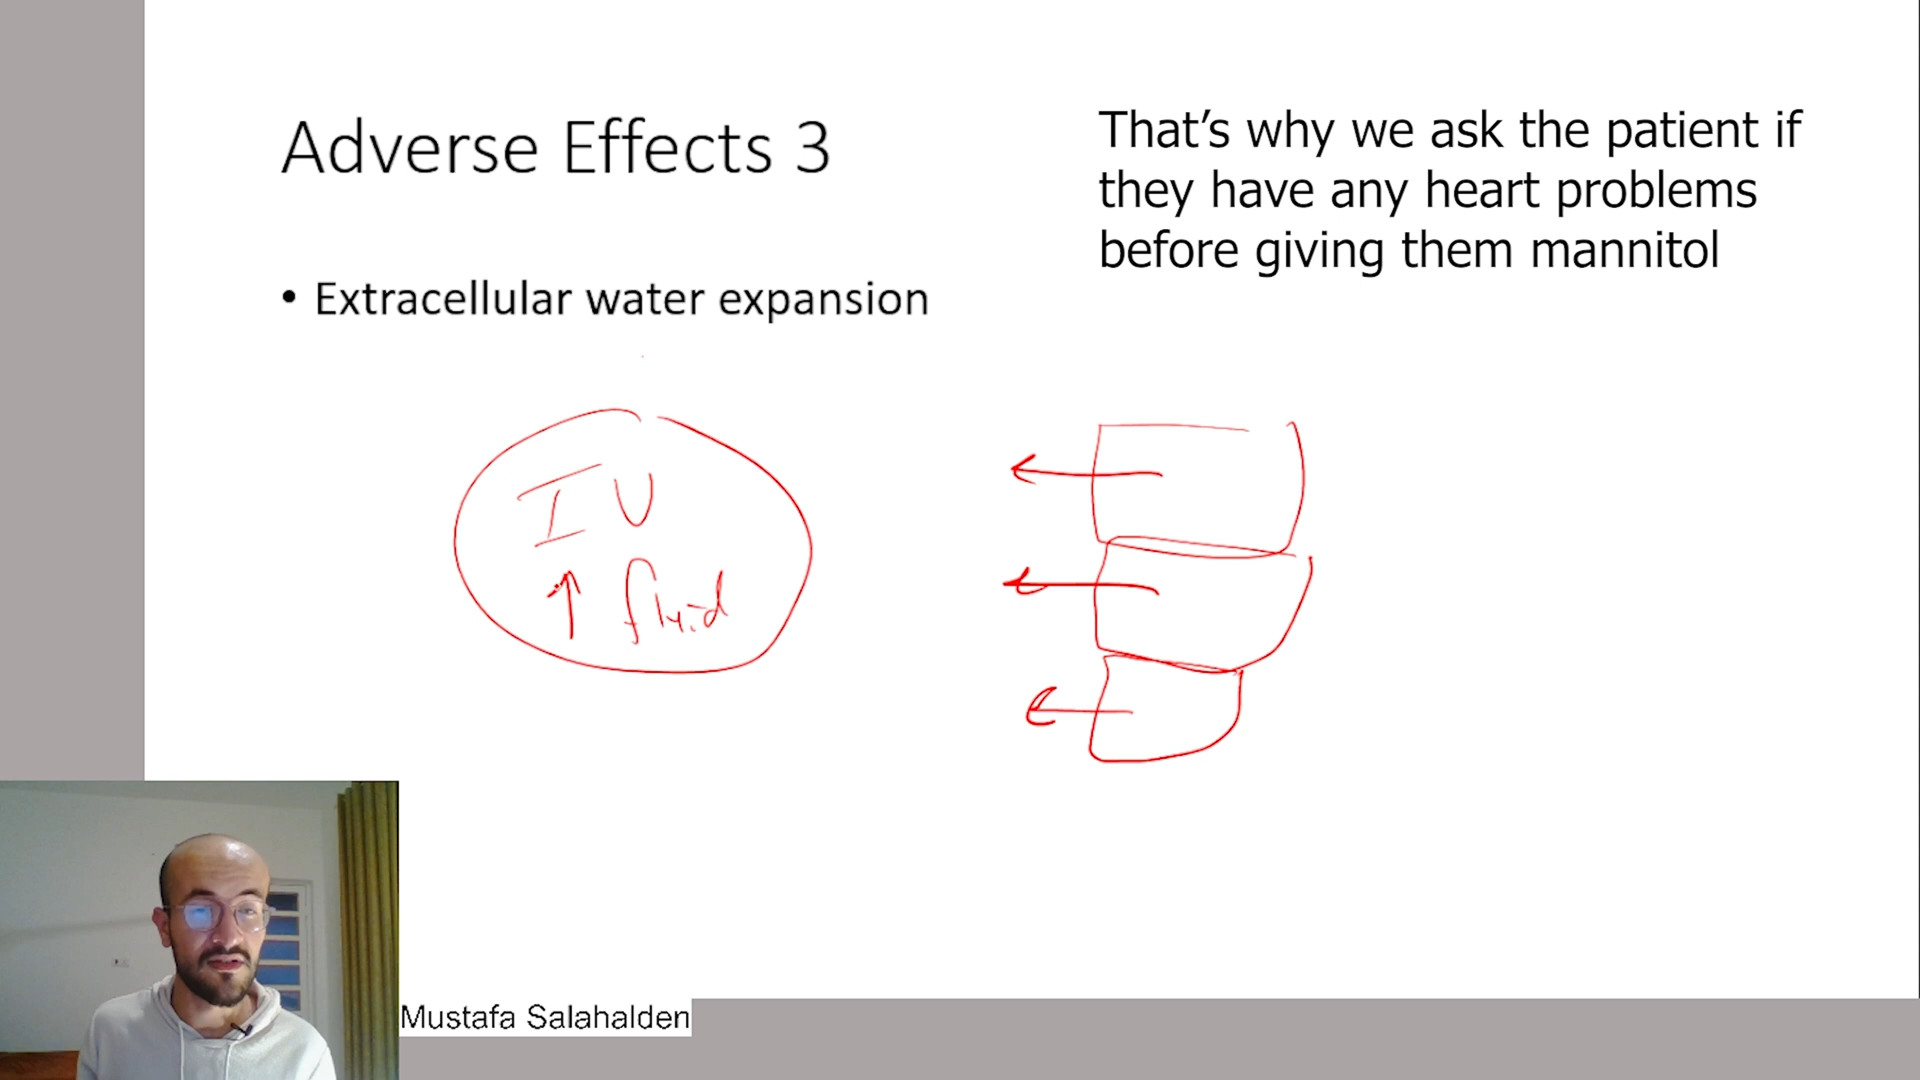 Adverse Effects 3
That’s why we ask the patient if
they have any heart problems
before giving them mannitol
• Extracellular water expansion
IV
↑ fluid
Mustafa Salahalden